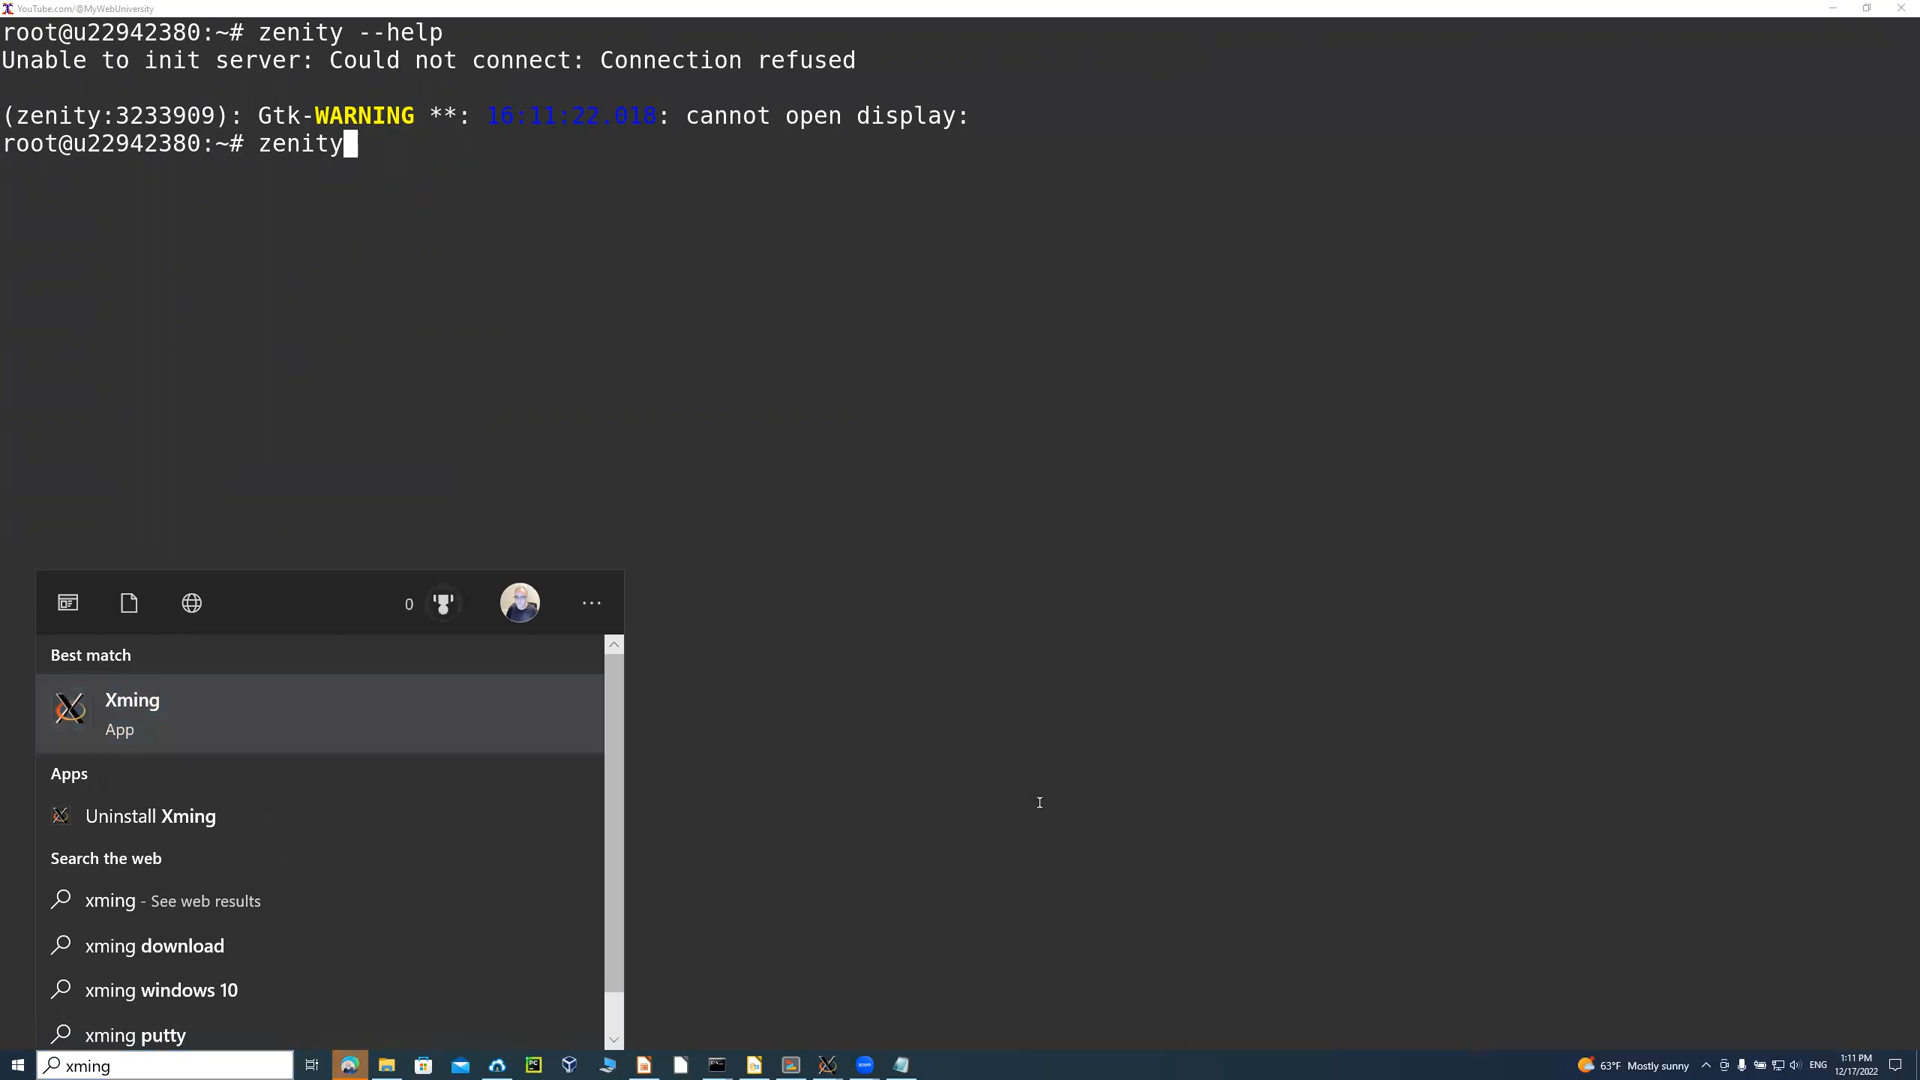 YouTube.com/@MyWebUniversity
root@u22942380:~# zenity --help
Unable to init server: Could not connect: Connection refused
(zenity:3233909): Gtk-WARNING **: 16:11:22.018: cannot open display:
root@u22942380:~# zenity
0
Best match
Xming
App
Apps
Uninstall Xming
Search the web
xming - See web results
xming download
xming windows 10
xming putty
xming
63°F Mostly sunny
ENG
1:11 PM
12/17/2022